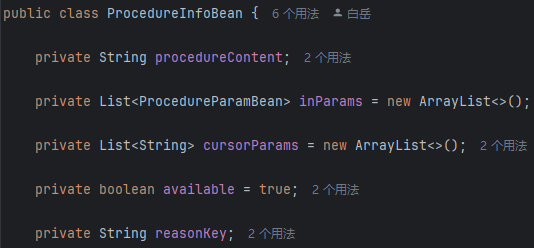 public class ProcedureInfoBean { 6 个用法 白岳
private String procedureContent; 2 个用法
private List<ProcedureParamBean> inParams = new ArrayList<>();
private List<String> cursorParams = new ArrayList<>(); 2 个用法
private boolean available = true; 2 个用法
private String reasonKey; 2 个用法